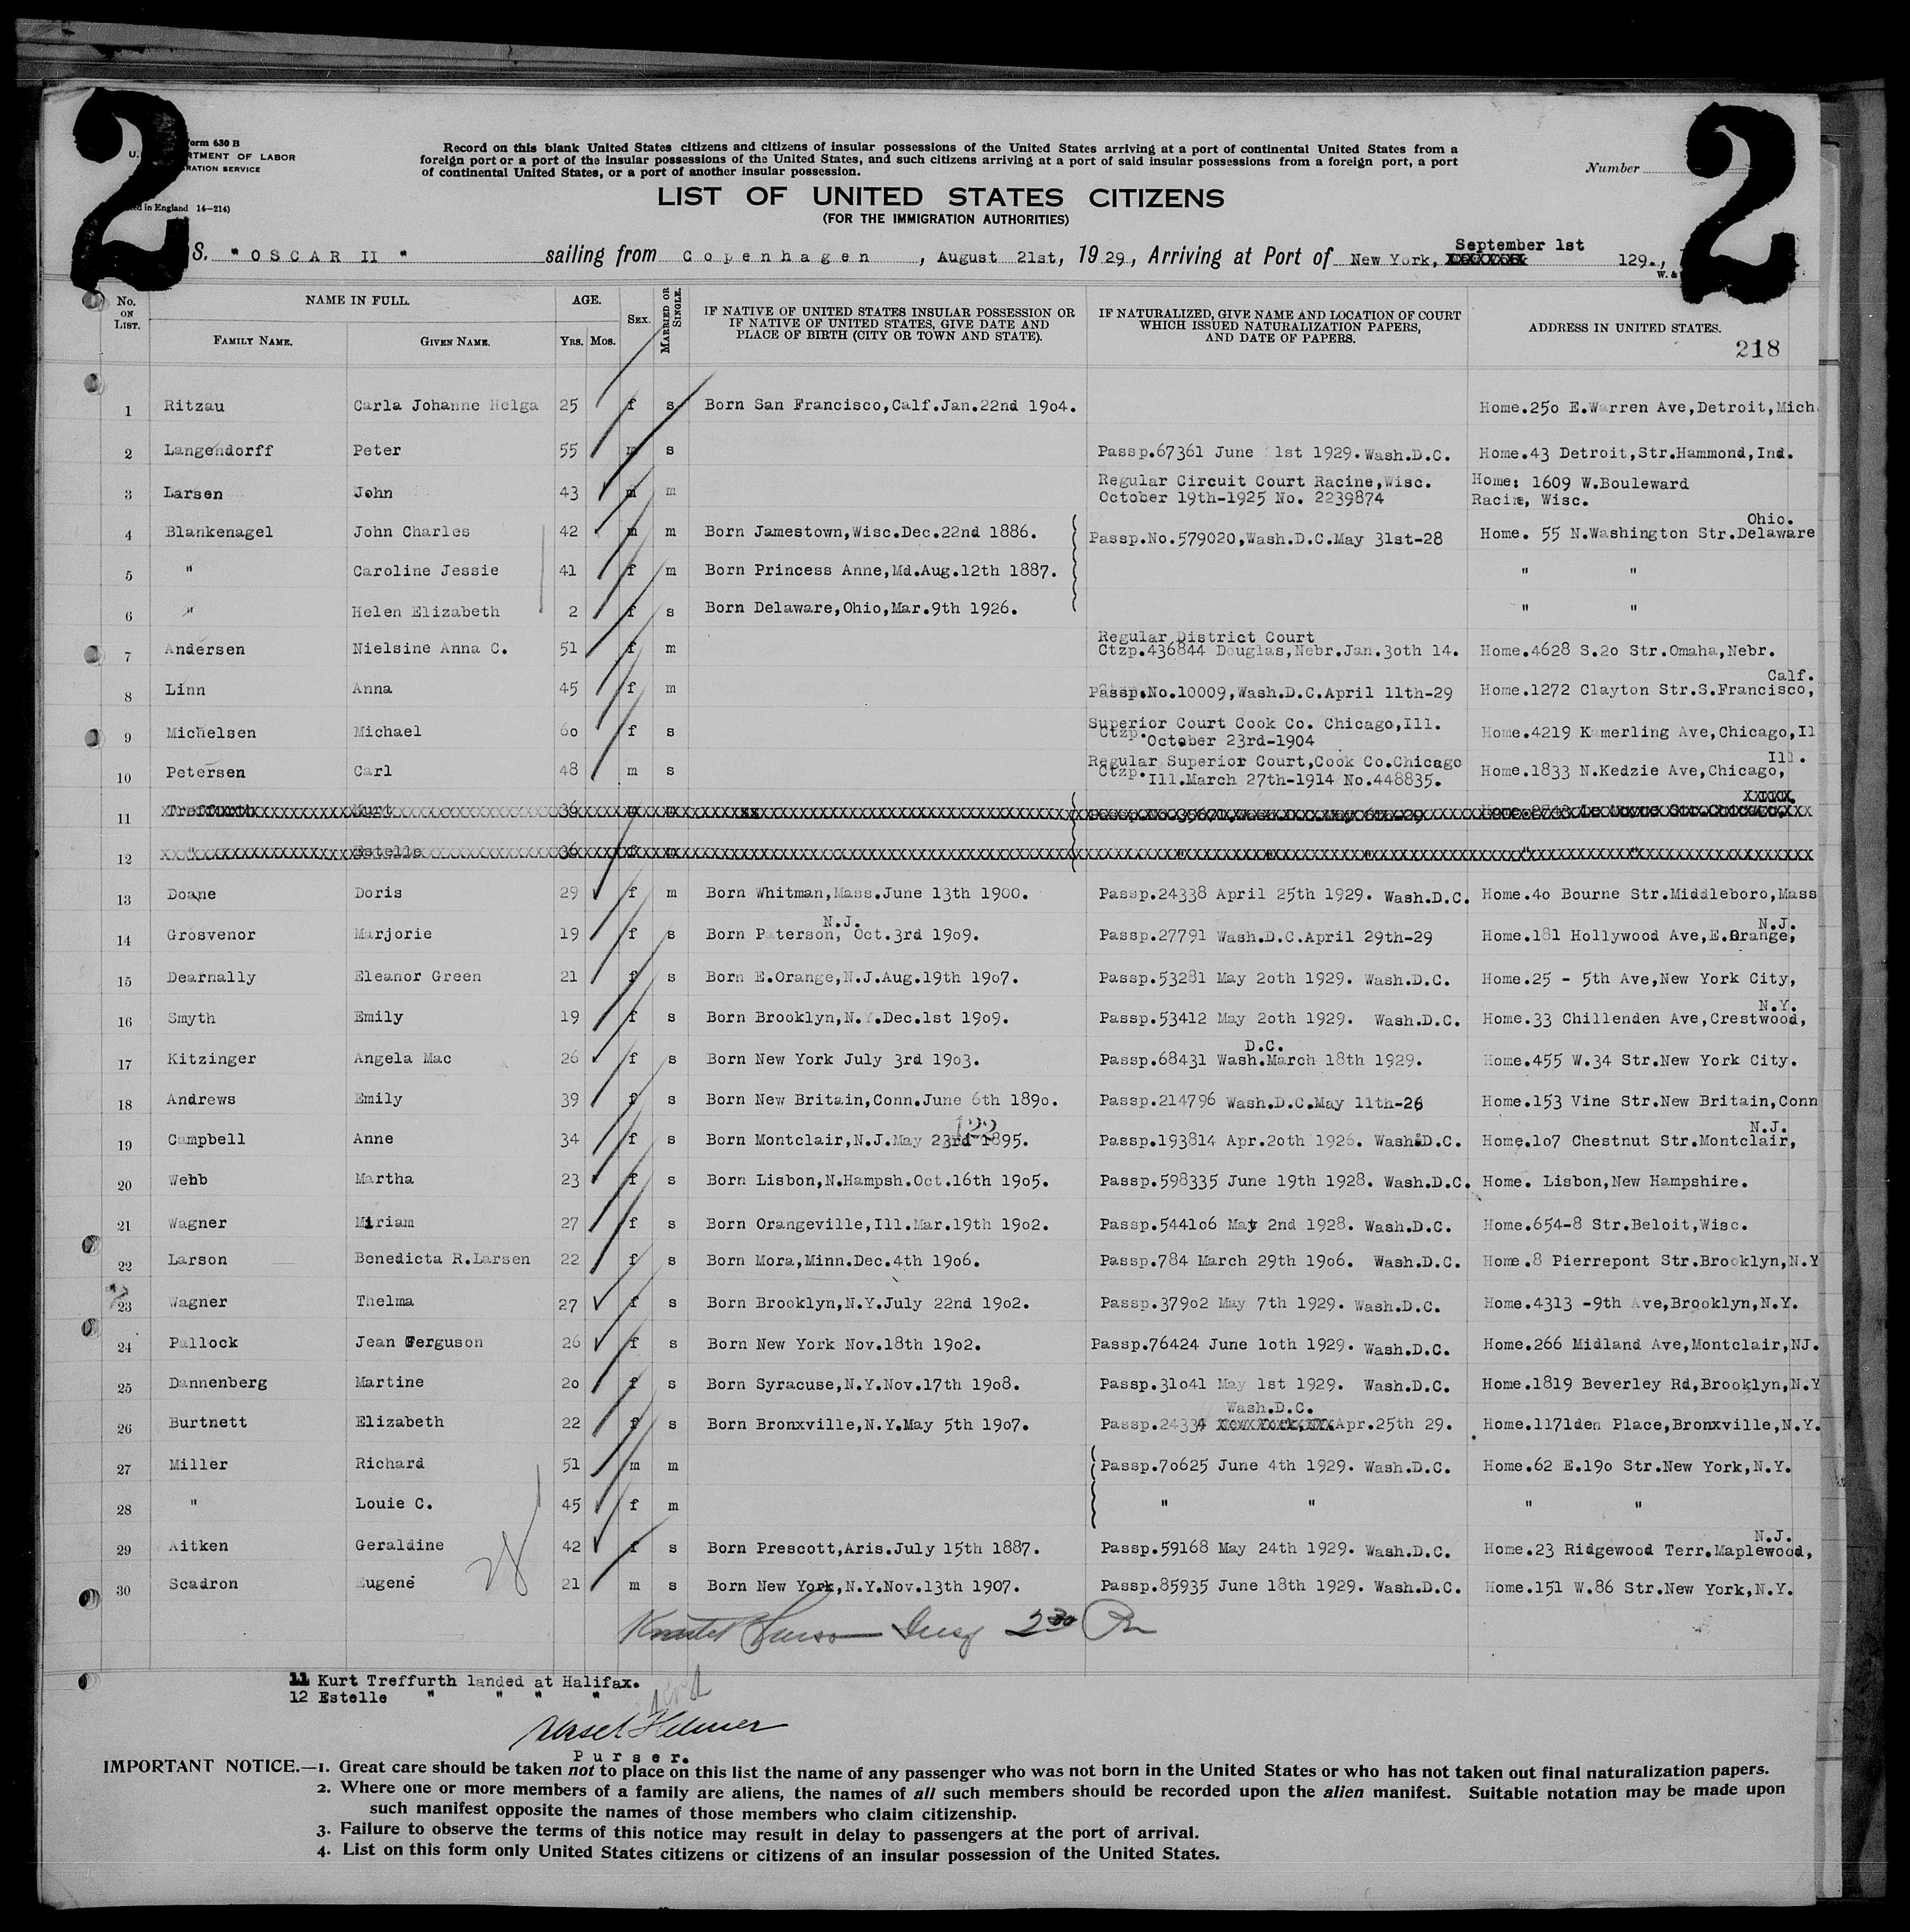 2 2
Form 630 B
U. RTMENT OF LABOR
RATION SERVICE
ed in England 14—214)
Record on this blank United States citizens and citizens of insular possessions of the United States arriving at a port of continental United States from a
foreign port or a port of the insular possessions of the United States, and such citizens arriving at a port of said insular possessions from a foreign port, a port
of continental United States, or a port of another insular possession.
Number
LIST OF UNITED STATES CITIZENS
(FOR THE IMMIGRATION AUTHORITIES)
S. "OSCAR II" sailing from Copenhagen, August 21st, 1929, Arriving at Port of New York, September 1st 129.,
No. ON LIST. NAME IN FULL. FAMILY NAME. GIVEN NAME. AGE. YRS. MOS. SEX. MARRIED OR SINGLE. IF NATIVE OF UNITED STATES INSULAR POSSESSION OR IF NATIVE OF UNITED STATES, GIVE DATE AND PLACE OF BIRTH (CITY OR TOWN AND STATE). IF NATURALIZED, GIVE NAME AND LOCATION OF COURT WHICH ISSUED NATURALIZATION PAPERS, AND DATE OF PAPERS. ADDRESS IN UNITED STATES.
218
1 Ritzau Carla Johanne Helga 25 f s Born San Francisco,Calf.Jan.22nd 1904. Home.250 E.Warren Ave,Detroit,Mich.
2 Langendorff Peter 55 m s Passp.67361 June 1st 1929. Wash.D.C. Home.43 Detroit,Str.Hammond,Ind.
3 Larsen John 43 m m Regular Circuit Court Racine,Wisc. October 19th-1925 No. 2239874 Home: 1609 W.Bouleward Racine, Wisc.
4 Blankenagel John Charles 42 m m Born Jamestown,Wisc.Dec.22nd 1886. Passp.No.579020,Wash.D.C.May 31st-28 Home. 55 N.Washington Str.Delaware Ohio.
5 " Caroline Jessie 41 f m Born Princess Anne,Md.Aug.12th 1887. " "
6 " Helen Elizabeth 2 f s Born Delaware,Ohio,Mar.9th 1926. " "
7 Andersen Nielsine Anna C. 51 f m Regular District Court Ctzp.436844 Douglas,Nebr.Jan.30th 14. Home.4628 S.20 Str.Omaha,Nebr.
8 Linn Anna 45 f m Passp.No.10009,Wash.D.C.April 11th-29 Home.1272 Clayton Str.S.Francisco, Calf.
9 Michelsen Michael 60 f s Superior Court Cook Co. Chicago,Ill. Ctzp. October 23rd-1904 Home.4219 Kamerling Ave,Chicago,Il
10 Petersen Carl 48 m s Regular Superior Court,Cook Co.Chicago Ctzp. Ill.March 27th-1914 No.448835. Home.1833 N.Kedzie Ave,Chicago, Ill.
11 Treffurth Kurt 36 m m
12 " Estelle 36 f m " " " " "
13 Doane Doris 29 f m Born Whitman,Mass.June 13th 1900. Passp.24338 April 25th 1929. Wash.D.C. Home.40 Bourne Str.Middleboro,Mass
14 Grosvenor Marjorie 19 f s Born Paterson, N.J. Oct.3rd 1909. Passp.27791 Wash.D.C.April 29th-29 Home.181 Hollywood Ave,E.Orange, N.J.
15 Dearnally Eleanor Green 21 f s Born E.Orange,N.J.Aug.19th 1907. Passp.53281 May 20th 1929. Wash.D.C. Home.25 - 5th Ave,New York City,
16 Smyth Emily 19 f s Born Brooklyn,N.Y.Dec.1st 1909. Passp.53412 May 20th 1929. Wash.D.C. Home.33 Chillenden Ave,Crestwood, N.Y.
17 Kitzinger Angela Mac 26 f s Born New York July 3rd 1903. Passp.68431 Wash. D.C. March 18th 1929. Home.455 W.34 Str.New York City.
18 Andrews Emily 39 f s Born New Britain,Conn.June 6th 1890. Passp.214796 Wash.D.C.May 11th-26 Home.153 Vine Str.New Britain,Conn
19 Campbell Anne 34 f s Born Montclair,N.J.May 23rd 1895. Passp.193814 Apr.20th 1926. Wash.D.C. Home.107 Chestnut Str.Montclair, N.J.
20 Webb Martha 23 f s Born Lisbon,N.Hampsh.Oct.16th 1905. Passp.598335 June 19th 1928. Wash.D.C. Home. Lisbon,New Hampshire.
21 Wagner Miriam 27 f s Born Orangeville,Ill.Mar.19th 1902. Passp.544106 May 2nd 1928. Wash.D.C. Home.654-8 Str.Beloit,Wisc.
22 Larson Benedicta R.Larsen 22 f s Born Mora,Minn.Dec.4th 1906. Passp.784 March 29th 1906. Wash.D.C. Home.8 Pierrepont Str.Brooklyn,N.Y
23 Wagner Thelma 27 f s Born Brooklyn,N.Y.July 22nd 1902. Passp.37902 May 7th 1929. Wash.D.C. Home.4313 -9th Ave,Brooklyn,N.Y.
24 Pallock Jean Ferguson 26 f s Born New York Nov.18th 1902. Passp.76424 June 10th 1929. Wash.D.C. Home.266 Midland Ave,Montclair,NJ.
25 Dannenberg Martine 20 f s Born Syracuse,N.Y.Nov.17th 1908. Passp.31041 May 1st 1929. Wash.D.C. Home.1819 Beverley Rd,Brooklyn,N.Y
26 Burtnett Elizabeth 22 f s Born Bronxville,N.Y.May 5th 1907. Passp.24334 Wash.D.C. Apr.25th 29. Home.117lden Place,Bronxville,N.Y.
27 Miller Richard 51 m m Passp.70625 June 4th 1929. Wash.D.C. Home.62 E.190 Str.New York,N.Y.
28 " Louie C. 45 f m " " " "
29 Aitken Geraldine 42 f s Born Prescott,Aris.July 15th 1887. Passp.59168 May 24th 1929. Wash.D.C. Home.23 Ridgewood Terr.Maplewood, N.J.
30 Scadron Eugene 21 m s Born New York,N.Y.Nov.13th 1907. Passp.85935 June 18th 1929. Wash.D.C. Home.151 W.86 Str.New York,N.Y.
28
11 Kurt Treffurth landed at Halifax.
12 Estelle " " " "
Purser.
IMPORTANT NOTICE.—1. Great care should be taken not to place on this list the name of any passenger who was not born in the United States or who has not taken out final naturalization papers.
2. Where one or more members of a family are aliens, the names of all such members should be recorded upon the alien manifest. Suitable notation may be made upon
such manifest opposite the names of those members who claim citizenship.
3. Failure to observe the terms of this notice may result in delay to passengers at the port of arrival.
4. List on this form only United States citizens or citizens of an insular possession of the United States.